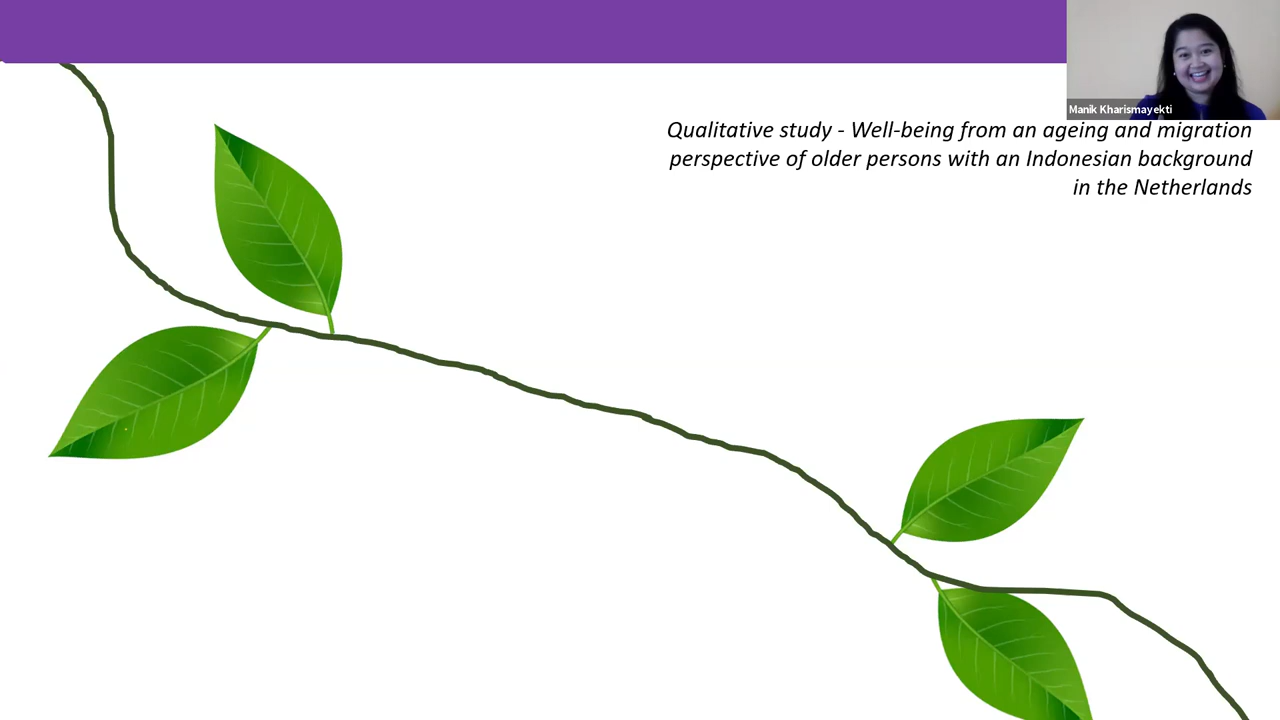 Manik Kharismayekti
Qualitative study - Well-being from an ageing and migration
perspective of older persons with an Indonesian background
in the Netherlands